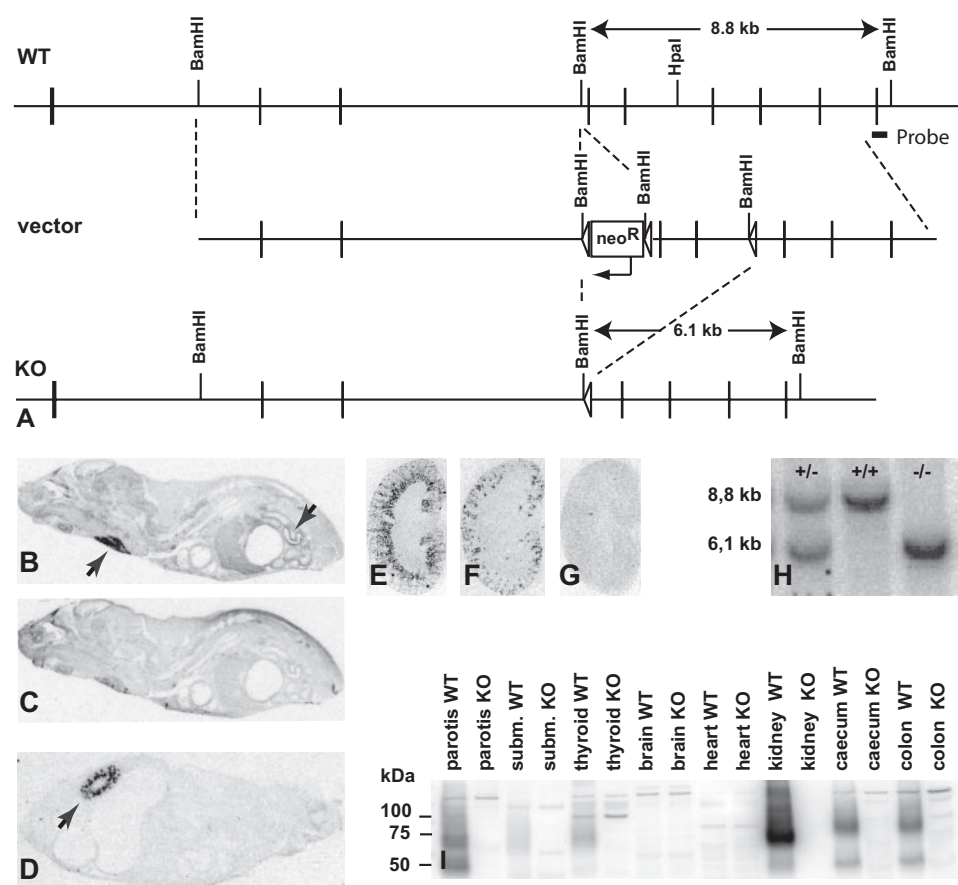 WT
BamHI
BamHI
8.8 kb
HpaI
BamHI
Probe
vector
BamHI
neoR
BamHI
BamHI
KO
BamHI
BamHI
6.1 kb
BamHI
A
B
C
D
E
F
G
+/- +/+ -/-
8,8 kb
6,1 kb
H
parotis WT
parotis KO
subm. WT
subm. KO
thyroid WT
thyroid KO
brain WT
brain KO
heart WT
heart KO
kidney WT
kidney KO
caecum WT
caecum KO
colon WT
colon KO
kDa
100
75
50
I